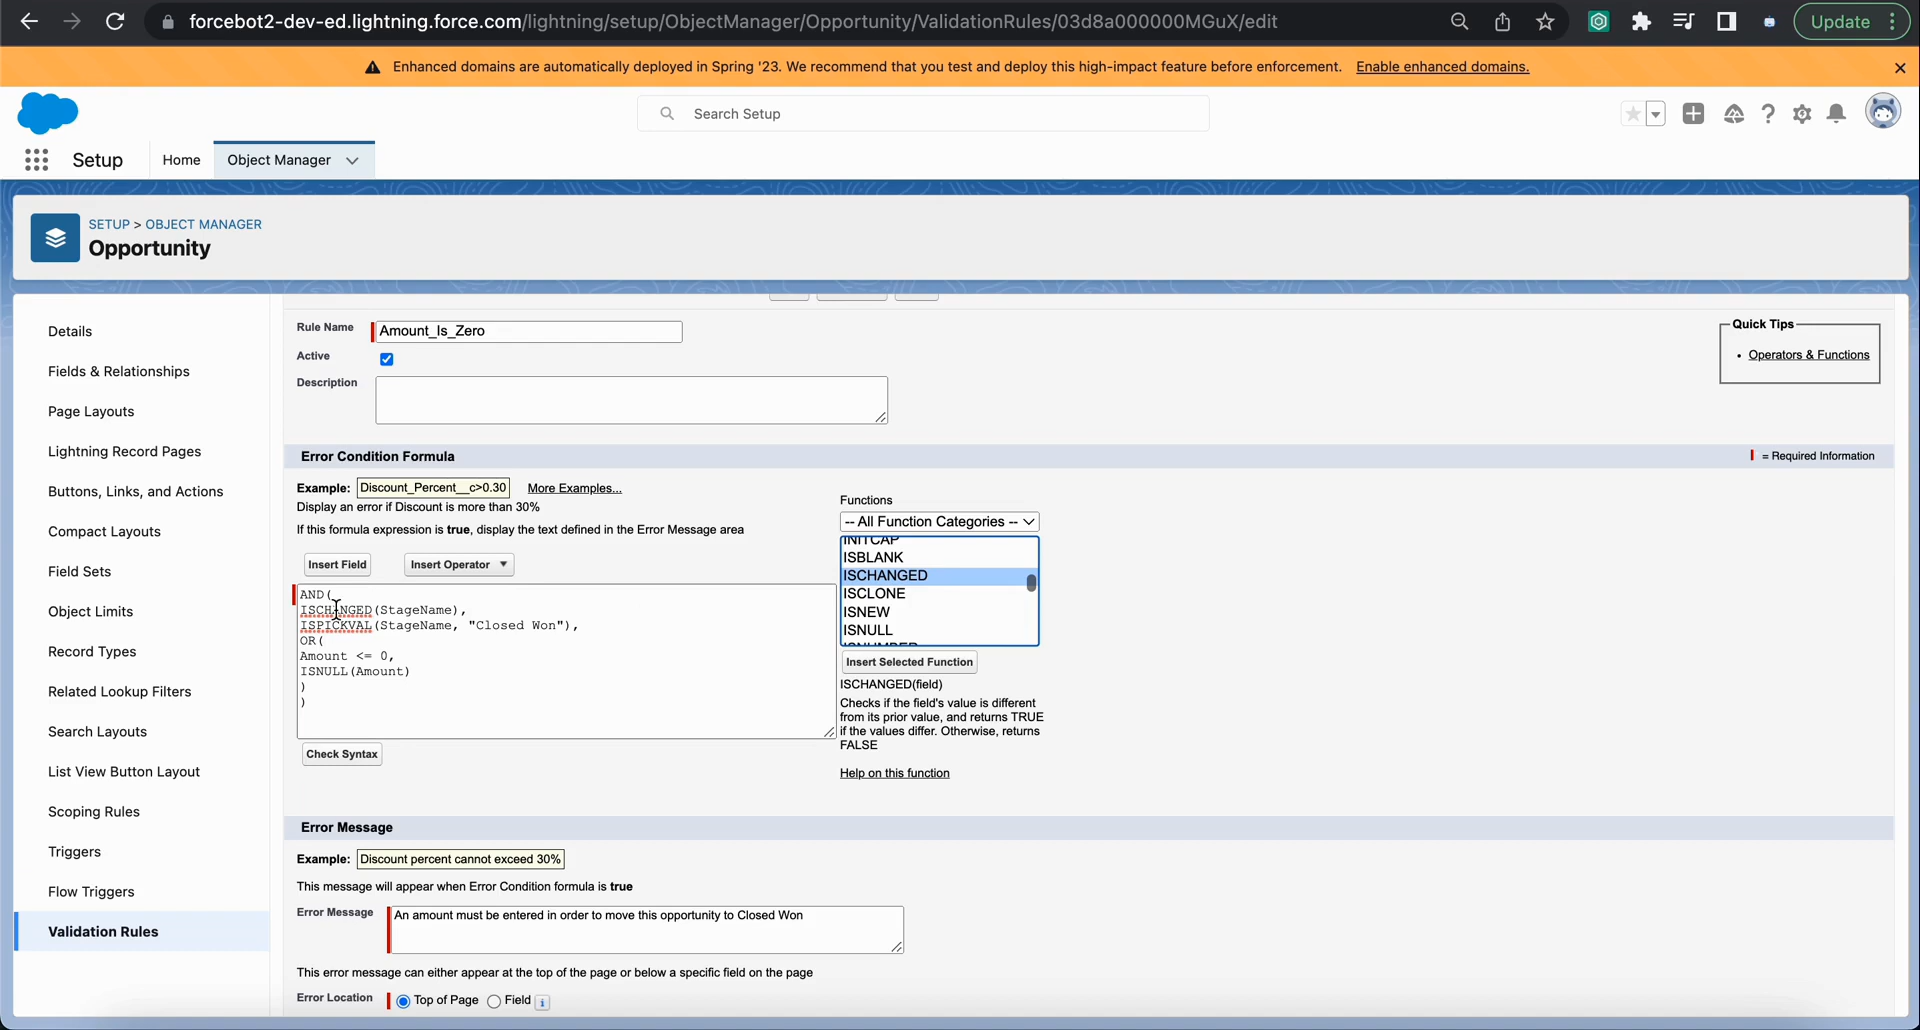 forcebot2-dev-ed.lightning.force.com/lightning/setup/ObjectManager/Opportunity/ValidationRules/03d8a000000MGuX/edit
Update
Enhanced domains are automatically deployed in Spring '23. We recommend that you test and deploy this high-impact feature before enforcement. Enable enhanced domains.
Search Setup
Setup
Home
Object Manager
SETUP > OBJECT MANAGER
Opportunity
Details
Fields & Relationships
Page Layouts
Lightning Record Pages
Buttons, Links, and Actions
Compact Layouts
Field Sets
Object Limits
Record Types
Related Lookup Filters
Search Layouts
List View Button Layout
Scoping Rules
Triggers
Flow Triggers
Validation Rules
Rule Name
Amount_Is_Zero
Active
Description
Quick Tips
• Operators & Functions
Error Condition Formula
= Required Information
Example: Discount_Percent__c>0.30 More Examples...
Display an error if Discount is more than 30%
If this formula expression is true, display the text defined in the Error Message area
Insert Field
Insert Operator
AND(
ISCHANGED(StageName),
ISPICKVAL(StageName, "Closed Won"),
OR(
Amount <= 0,
ISNULL(Amount)
)
)
Check Syntax
Functions
-- All Function Categories --
INITCAP
ISBLANK
ISCHANGED
ISCLONE
ISNEW
ISNULL
ISNUMBER
Insert Selected Function
ISCHANGED(field)
Checks if the field's value is different
from its prior value, and returns TRUE
if the values differ. Otherwise, returns
FALSE
Help on this function
Error Message
Example: Discount percent cannot exceed 30%
This message will appear when Error Condition formula is true
Error Message
An amount must be entered in order to move this opportunity to Closed Won
This error message can either appear at the top of the page or below a specific field on the page
Error Location
Top of Page
Field
i